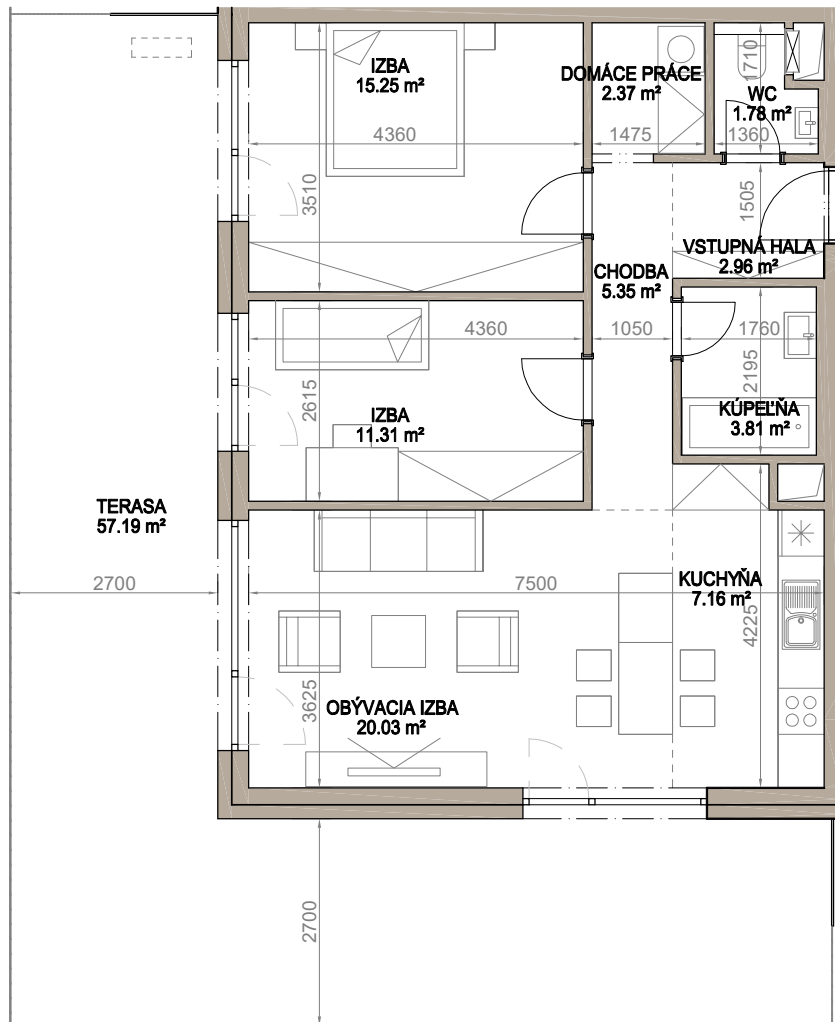 IZBA
15.25 m²
4360
3510
DOMÁCE PRÁCE
2.37 m²
1475
1710
WC
1.78 m²
1360
1505
VSTUPNÁ HALA
2.96 m²
CHODBA
5.35 m²
1050
4360
2615
IZBA
11.31 m²
1760
2195
KÚPEĽŇA
3.81 m²
TERASA
57.19 m²
2700
7500
KUCHYŇA
7.16 m²
4225
3625
OBÝVACIA IZBA
20.03 m²
2700